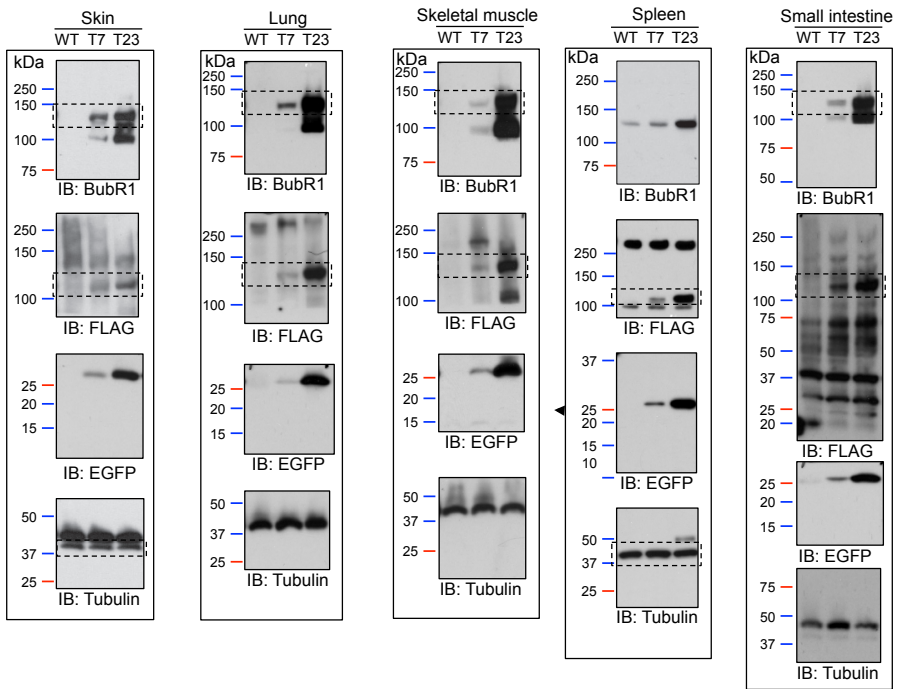 Skin
WT T7 T23
kDa
250
150
100
75
IB: BubR1
250
150
100
IB: FLAG
25
20
15
IB: EGFP
50
37
25
IB: Tubulin
Lung
WT T7 T23
kDa
250
150
100
75
IB: BubR1
250
150
100
IB: FLAG
25
20
15
IB: EGFP
50
37
25
IB: Tubulin
Skeletal muscle
WT T7 T23
kDa
250
150
100
75
IB: BubR1
250
150
100
IB: FLAG
25
20
15
IB: EGFP
50
37
25
IB: Tubulin
Spleen
WT T7 T23
kDa
250
150
100
75
IB: BubR1
250
150
100
IB: FLAG
37
25
20
15
10
IB: EGFP
50
37
25
IB: Tubulin
Small intestine
WT T7 T23
kDa
250
150
100
75
50
IB: BubR1
250
150
100
75
50
37
25
20
IB: FLAG
25
20
15
IB: EGFP
75
50
37
IB: Tubulin